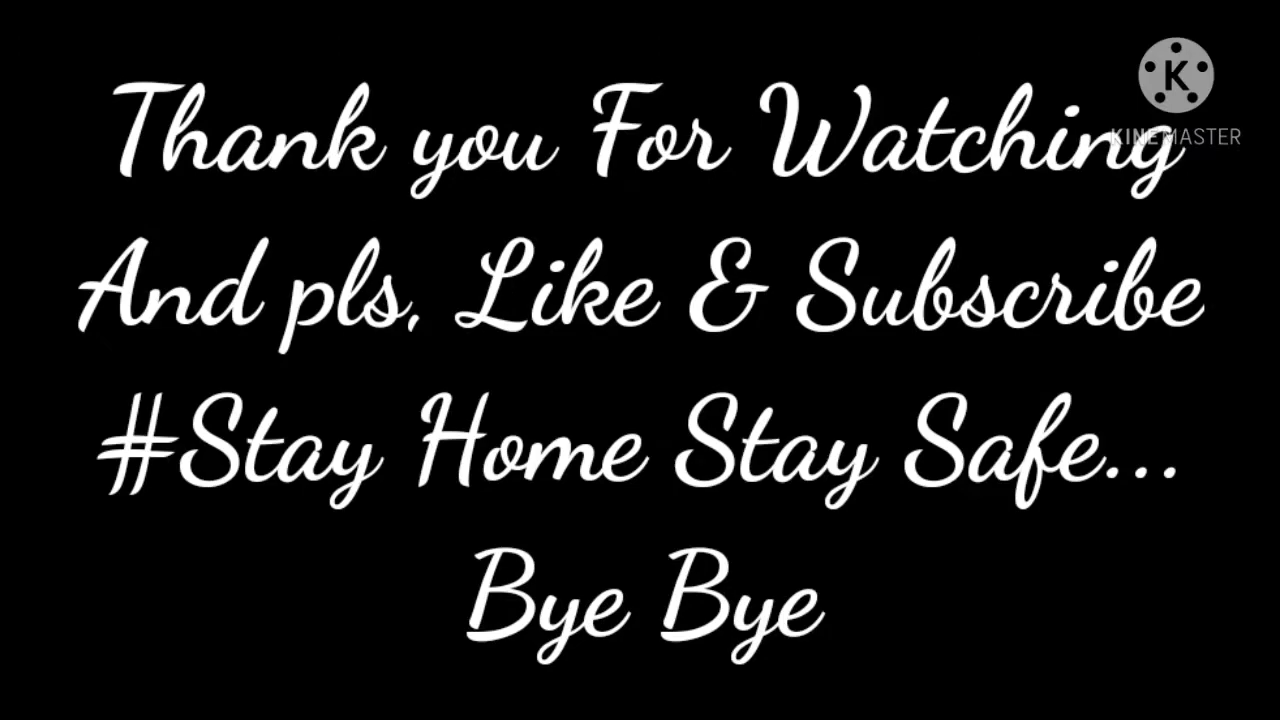 K
KINEMASTER
Thank you For Watching
And pls, Like & Subscribe
#Stay Home Stay Safe...
Bye Bye